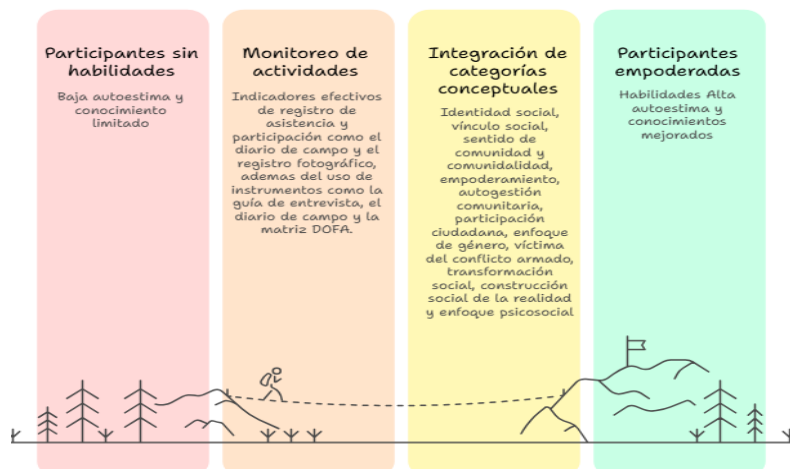 Participantes sin
habilidades
Baja autoestima y
conocimiento
limitado
Monitoreo de
actividades
Indicadores efectivos
de registro de
asistencia y
participación como el
diario de campo y el
registro fotográfico,
ademas del uso de
instrumentos como la
guía de entrevista, el
diario de campo y la
matriz DOFA.
Integración de
categorías
conceptuales
Identidad social,
vínculo social,
sentido de
comunidad y
comunidalidad,
empoderamiento,
autogestión
comunitaria,
participación
ciudadana, enfoque
de género, víctima
del conflicto armado,
transformación
social, construcción
social de la realidad
y enfoque psicosocial
Participantes
empoderadas
Habilidades Alta
autoestima y
conocimientos
mejorados